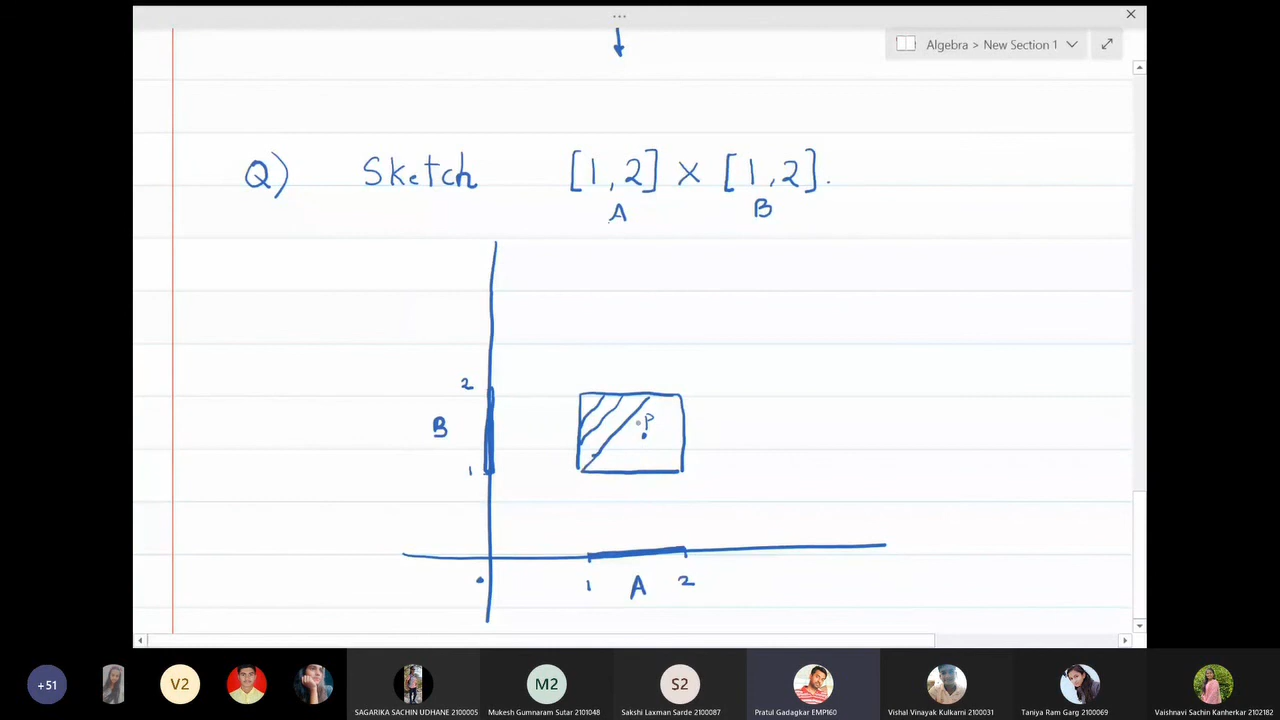 Algebra > New Section 1
Q) Sketch [1,2] × [1,2].
A B
2
B
P
1
1 A 2
+51
V2
M2
S2
SAGARIKA SACHIN UDHANE 2100005
Mukesh Gumnaram Sutar 2101048
Sakshi Laxman Sarde 2100087
Pratul Gadagkar EMP160
Vishal Vinayak Kulkarni 2100031
Taniya Ram Garg 2100069
Vaishnavi Sachin Kanherkar 2102182